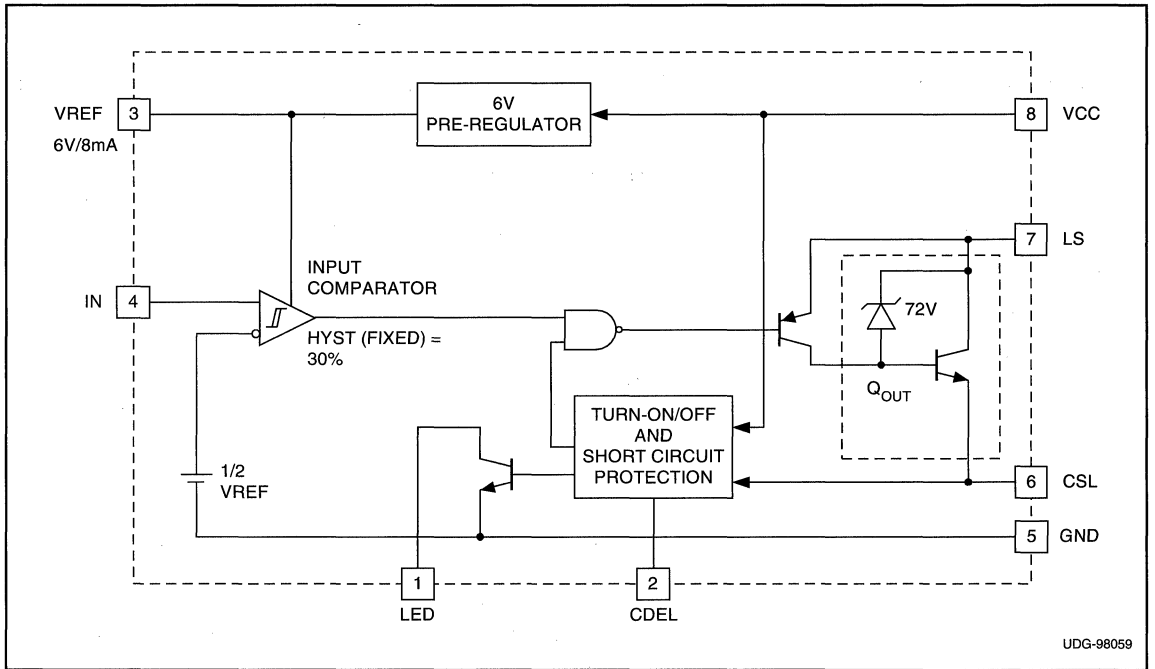 6V
PRE-REGULATOR
VREF
3
6V/8mA
8
VCC
7
LS
INPUT
COMPARATOR
IN
4
HYST (FIXED) =
30%
72V
QOUT
TURN-ON/OFF
AND
SHORT CIRCUIT
PROTECTION
1/2
VREF
6
CSL
5
GND
1
LED
2
CDEL
UDG-98059